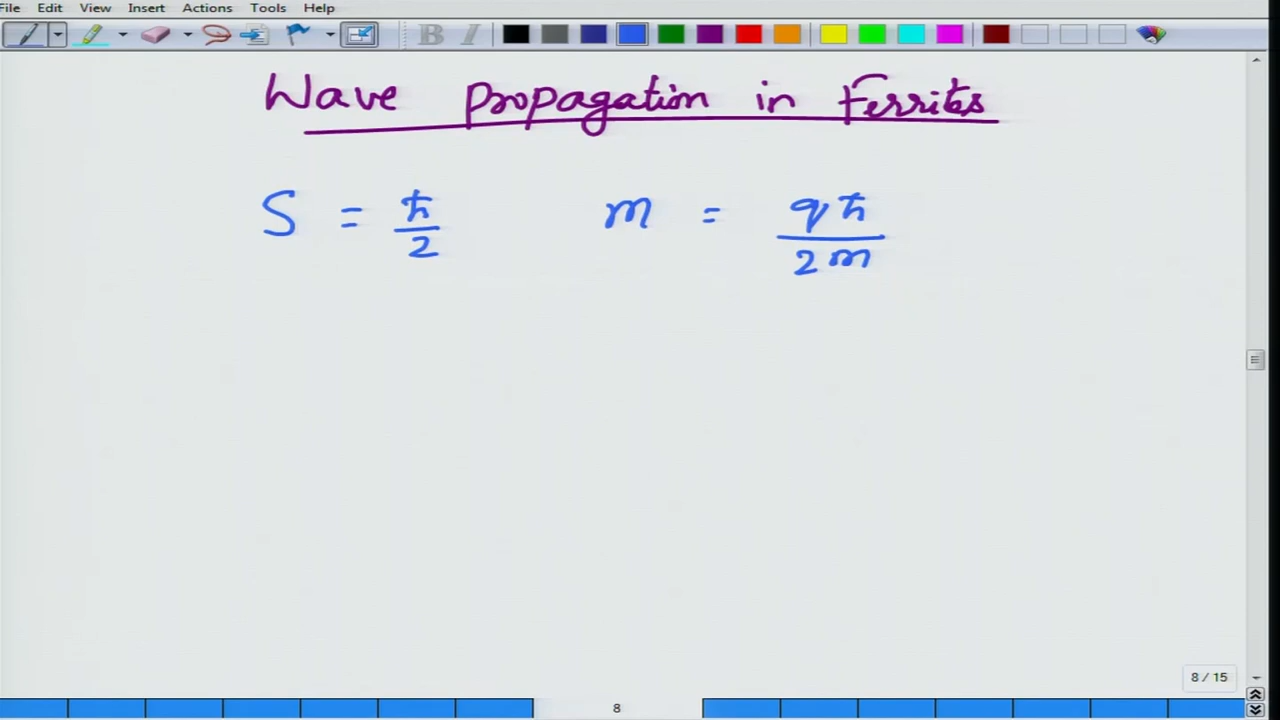 File Edit View Insert Actions Tools Help
B I
Wave Propagation in Ferrites
S = ħ/2 m = qħ/2m
8 / 15
8